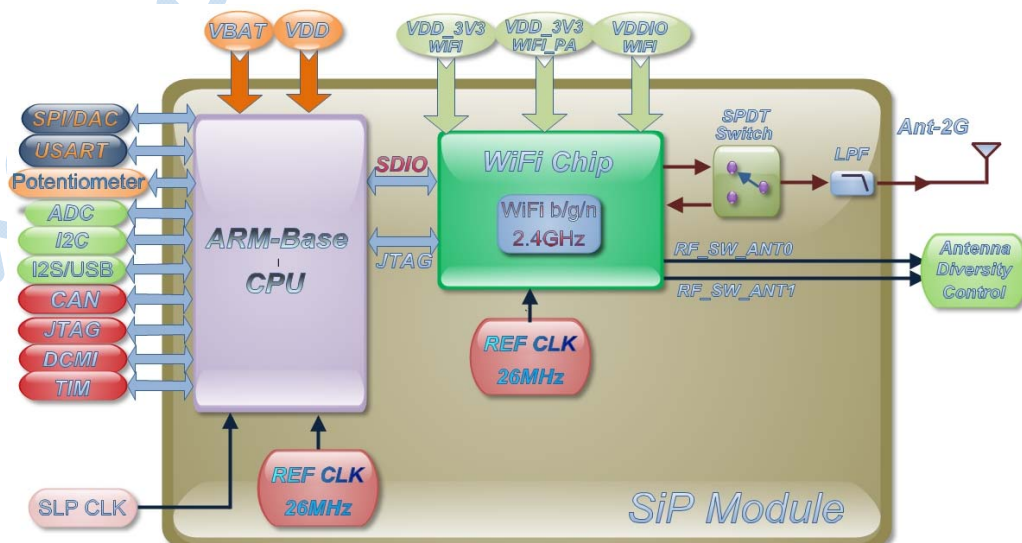 VBAT
VDD
VDD_3V3
WIFI
VDD_3V3
WIFI_PA
VDDIO
WIFI
SPI/DAC
USART
Potentiometer
ADC
I2C
I2S/USB
CAN
JTAG
DCMI
TIM
ARM-Base
CPU
SDIO
JTAG
WiFi Chip
WiFi b/g/n
2.4GHz
SPDT
Switch
LPF
Ant-2G
RF_SW_ANT0
RF_SW_ANT1
Antenna
Diversity
Control
REF CLK
26MHz
REF CLK
26MHz
SLP CLK
SiP Module